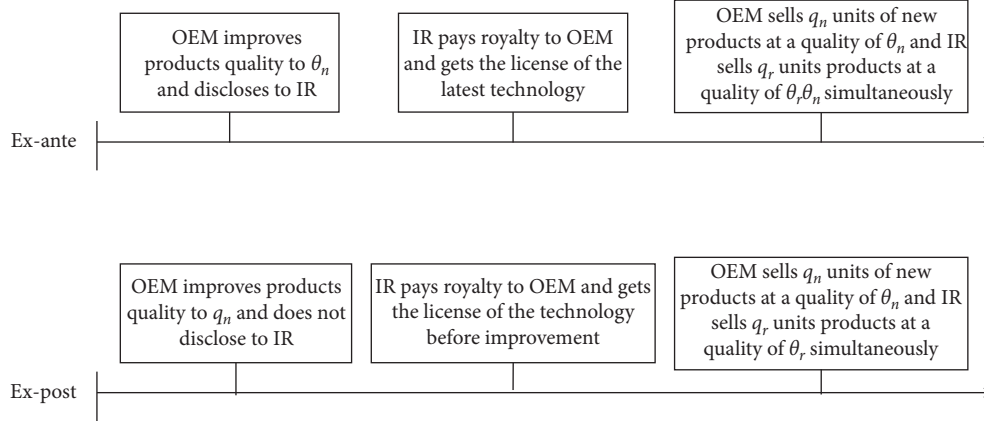 OEM improves
products quality to θₙ
and discloses to IR
IR pays royalty to OEM
and gets the license of the
latest technology
OEM sells qₙ units of new
products at a quality of θₙ and IR
sells qᵣ units products at a
quality of θᵣθₙ simultaneously
Ex-ante
OEM improves products
quality to qₙ and does not
disclose to IR
IR pays royalty to OEM and gets
the license of the technology
before improvement
OEM sells qₙ units of new
products at a quality of θₙ and IR
sells qᵣ units products at a
quality of θᵣ simultaneously
Ex-post